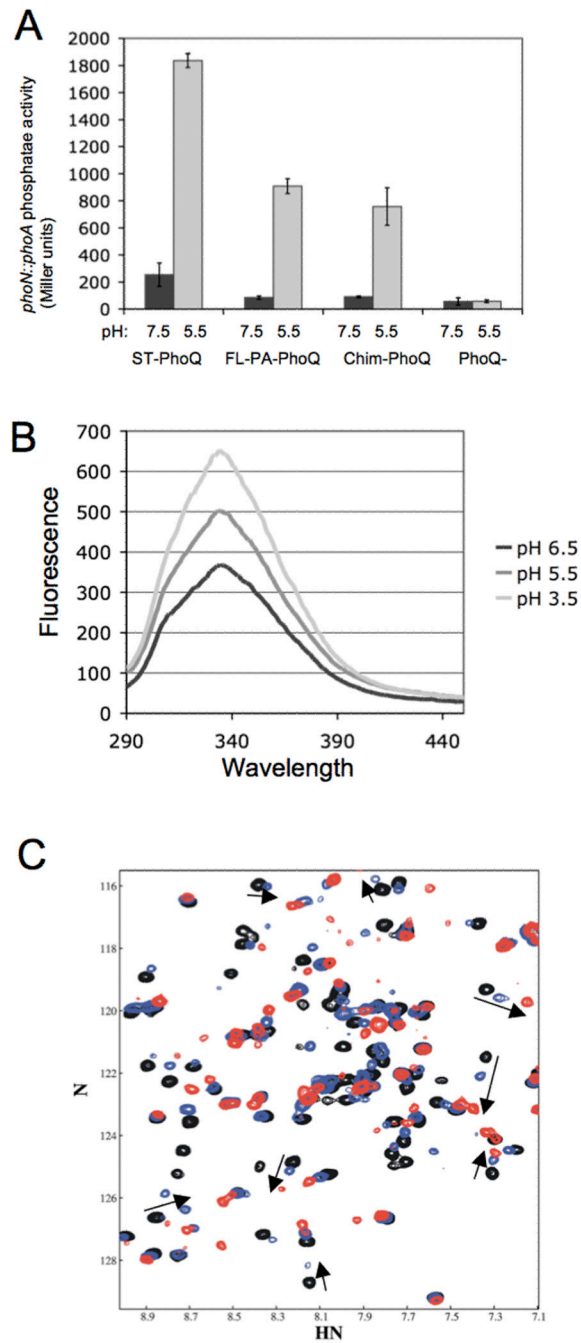 A
phoN::phoA phosphatae activity
(Miller units)
2000
1800
1600
1400
1200
1000
800
600
400
200
0
pH: 7.5 5.5 7.5 5.5 7.5 5.5 7.5 5.5
ST-PhoQ FL-PA-PhoQ Chim-PhoQ PhoQ-
B
Fluorescence
700
600
500
400
300
200
100
0
290 340 390 440
Wavelength
pH 6.5
pH 5.5
pH 3.5
C
N
116
118
120
122
124
126
128
8.9 8.7 8.5 8.3 8.1 7.9 7.7 7.5 7.3 7.1
HN